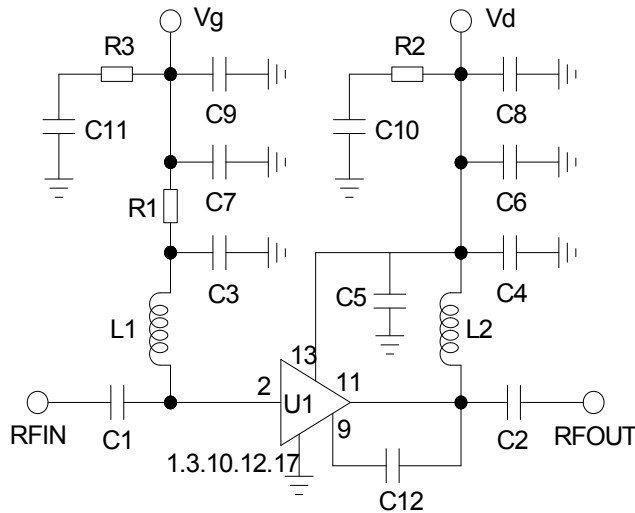 Vg
Vd
R3
R2
C11
C9
C10
C8
R1
C7
C6
C3
C5
C4
L1
L2
13
2
U1
11
9
RFIN
C1
C2
RFOUT
1.3.10.12.17
C12